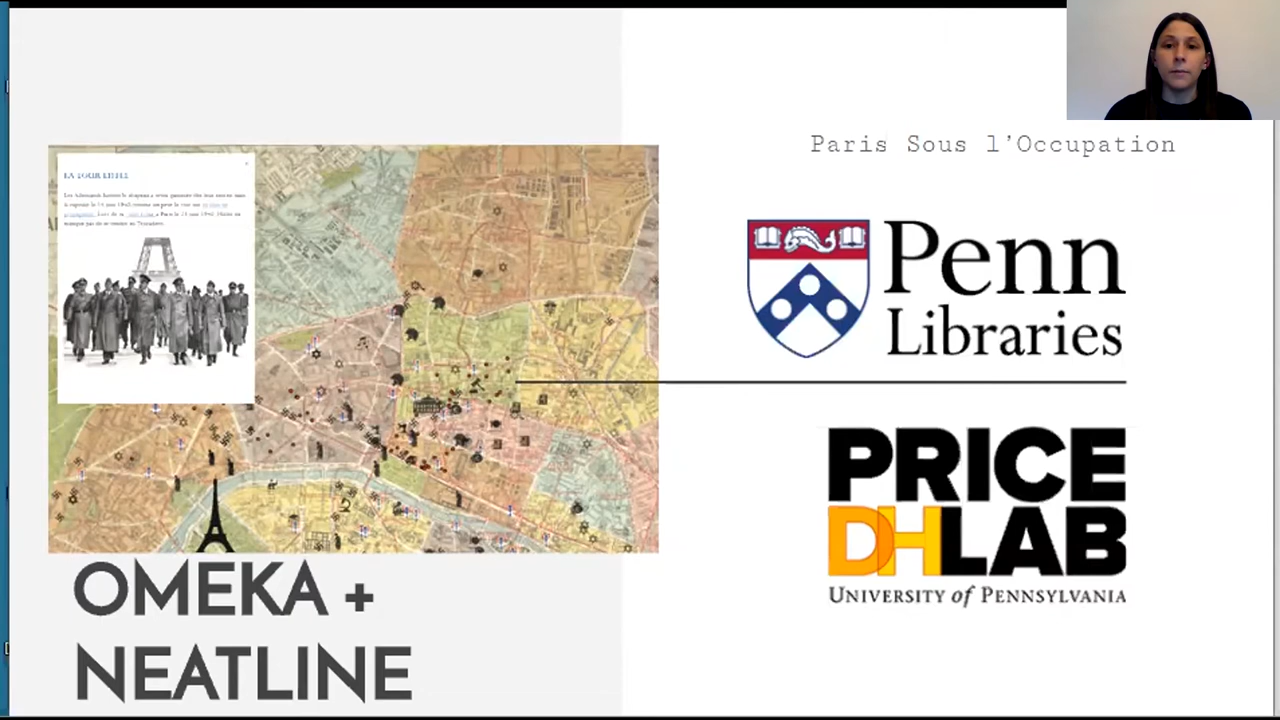 Paris Sous l'Occupation
LA TOUR EIFFEL
Penn
Libraries
PRICE
DHLAB
UNIVERSITY of PENNSYLVANIA
OMEKA +
NEATLINE